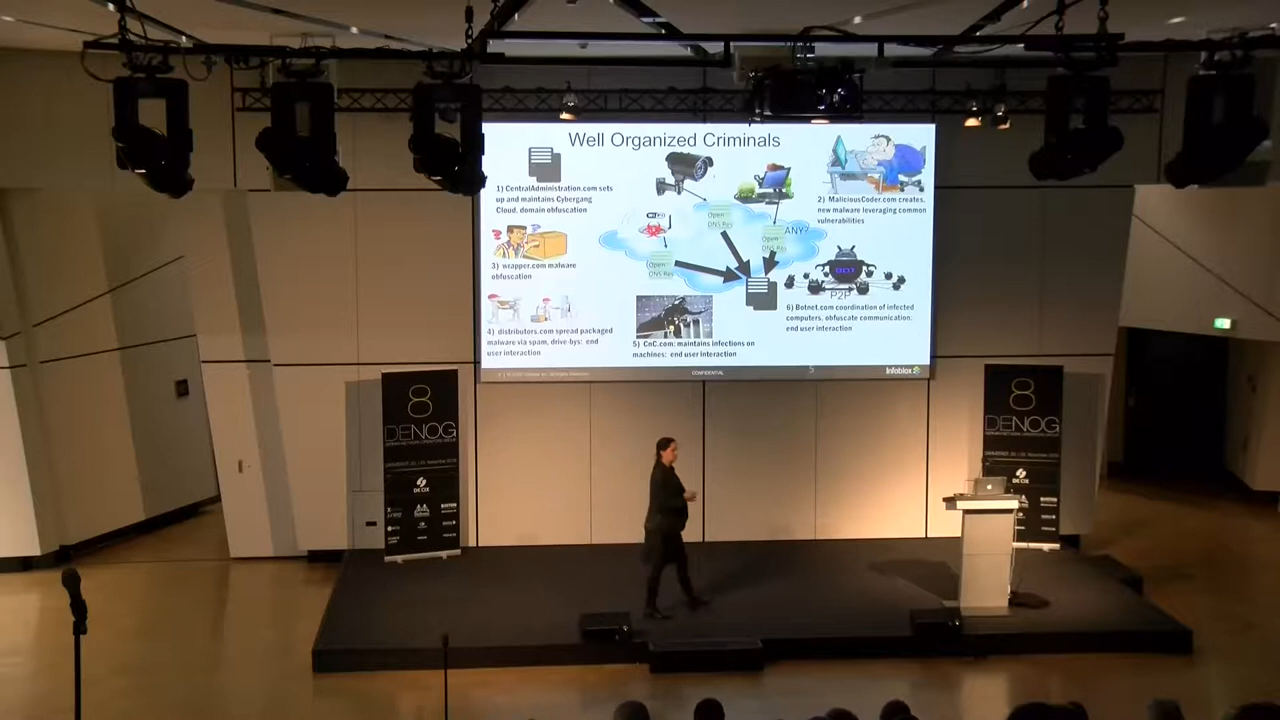 Well Organized Criminals
1) CentralAdministration.com sets
up and maintains Cybergang
Cloud, domain obfuscation
2) MaliciousCoder.com creates,
new malware leveraging common
vulnerabilities
3) wrapper.com malware
obfuscation
4) distributors.com spread packaged
malware via spam, drive-bys: end
user interaction
5) CnC.com: maintains infections on
machines: end user interaction
6) Botnet.com coordination of infected
computers, obfuscate communication:
end user interaction
Open
DNS Res
Open
DNS Res
Open
DNS Res
ANY?
P2P
CONFIDENTIAL
5
Infoblox
8
DENOG
DE CIX
8
DENOG
DE CIX